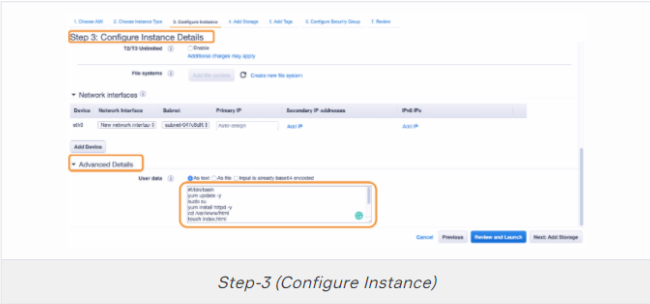 1. Choose AMI 2. Choose Instance Type 3. Configure Instance 4. Add Storage 5. Add Tags 6. Configure Security Group 7. Review
Step 3: Configure Instance Details
T2/T3 Unlimited Enable
Additional charges may apply
File systems Add file system Create new file system
Network interfaces
Device Network Interface Subnet Primary IP Secondary IP addresses IPv6 IPs
eth0 New network interface Auto-assign Add IP Add IP
Add Device
Advanced Details
User data As text As file Input is already base64 encoded
#!/bin/bash
yum update -y
sudo su
yum install httpd -y
cd /var/www/html
touch index.html
Cancel Previous Review and Launch Next: Add Storage
Step-3 (Configure Instance)